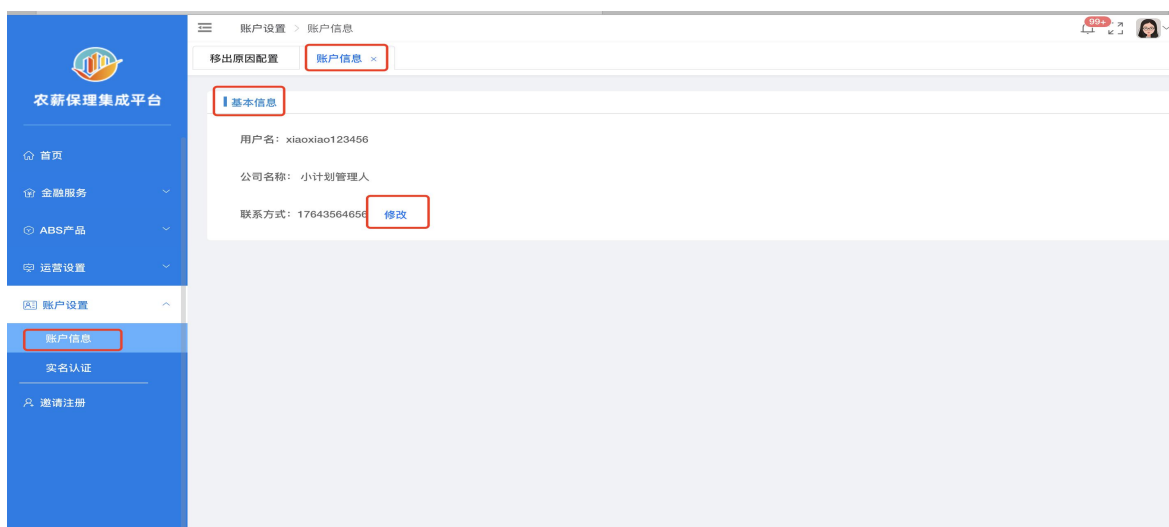 账户设置 > 账户信息
99+
移出原因配置
账户信息 ×
农薪保理集成平台
基本信息
用户名：xiaoxiao123456
首页
公司名称： 小计划管理人
金融服务
联系方式：17643564656 修改
ABS产品
运营设置
账户设置
账户信息
实名认证
邀请注册